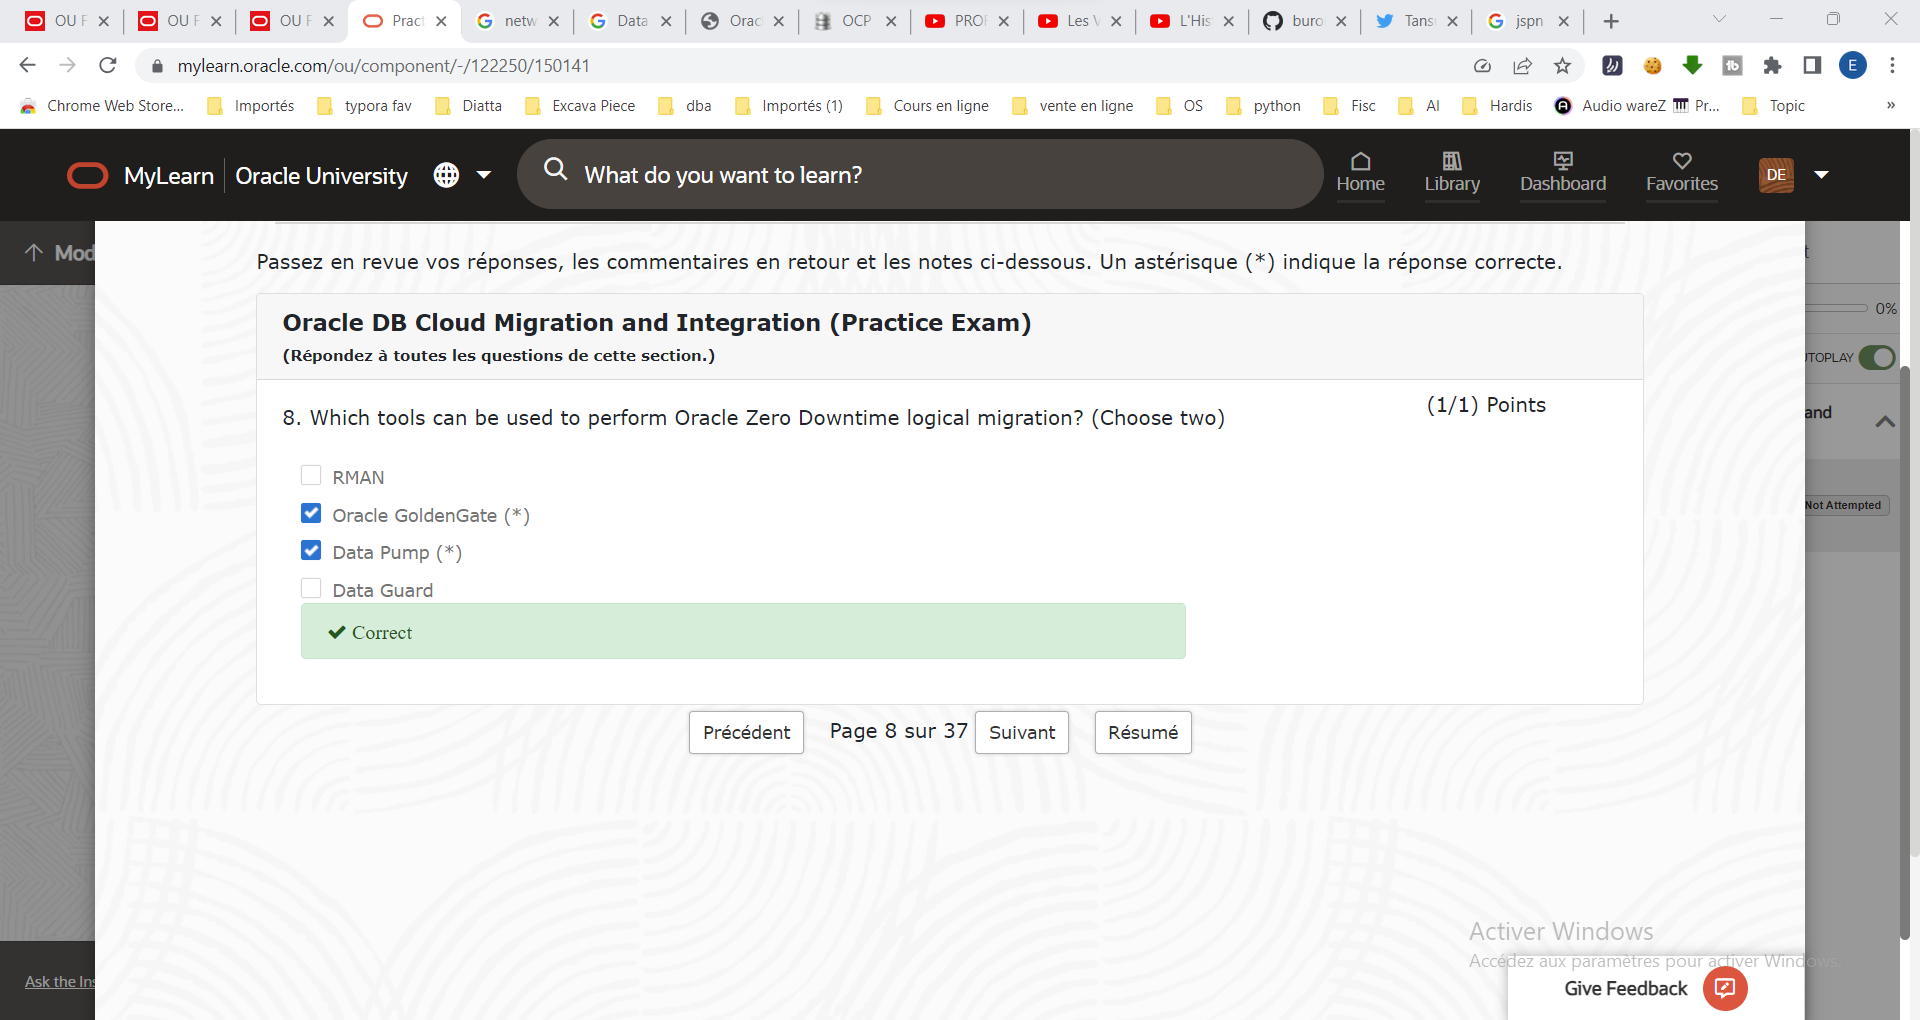 OU F
OU F
OU F
Pract
netw
Data
Orac
OCP
PROF
Les V
L'His
buro
Tans
jspn
mylearn.oracle.com/ou/component/-/122250/150141
E
Chrome Web Store...
Importés
typora fav
Diatta
Excava Piece
dba
Importés (1)
Cours en ligne
vente en ligne
OS
python
Fisc
AI
Hardis
Audio wareZ
Pr...
Topic
»
MyLearn
Oracle University
What do you want to learn?
Home
Library
Dashboard
Favorites
DE
Mod
Passez en revue vos réponses, les commentaires en retour et les notes ci-dessous. Un astérisque (*) indique la réponse correcte.
t
0%
Oracle DB Cloud Migration and Integration (Practice Exam)
(Répondez à toutes les questions de cette section.)
UTOPLAY
8. Which tools can be used to perform Oracle Zero Downtime logical migration? (Choose two)
(1/1) Points
and
RMAN
Oracle GoldenGate (*)
Data Pump (*)
Data Guard
Not Attempted
Correct
Précédent
Page 8 sur 37
Suivant
Résumé
Activer Windows
Accédez aux paramètres pour activer Windows.
Ask the Ins
Give Feedback